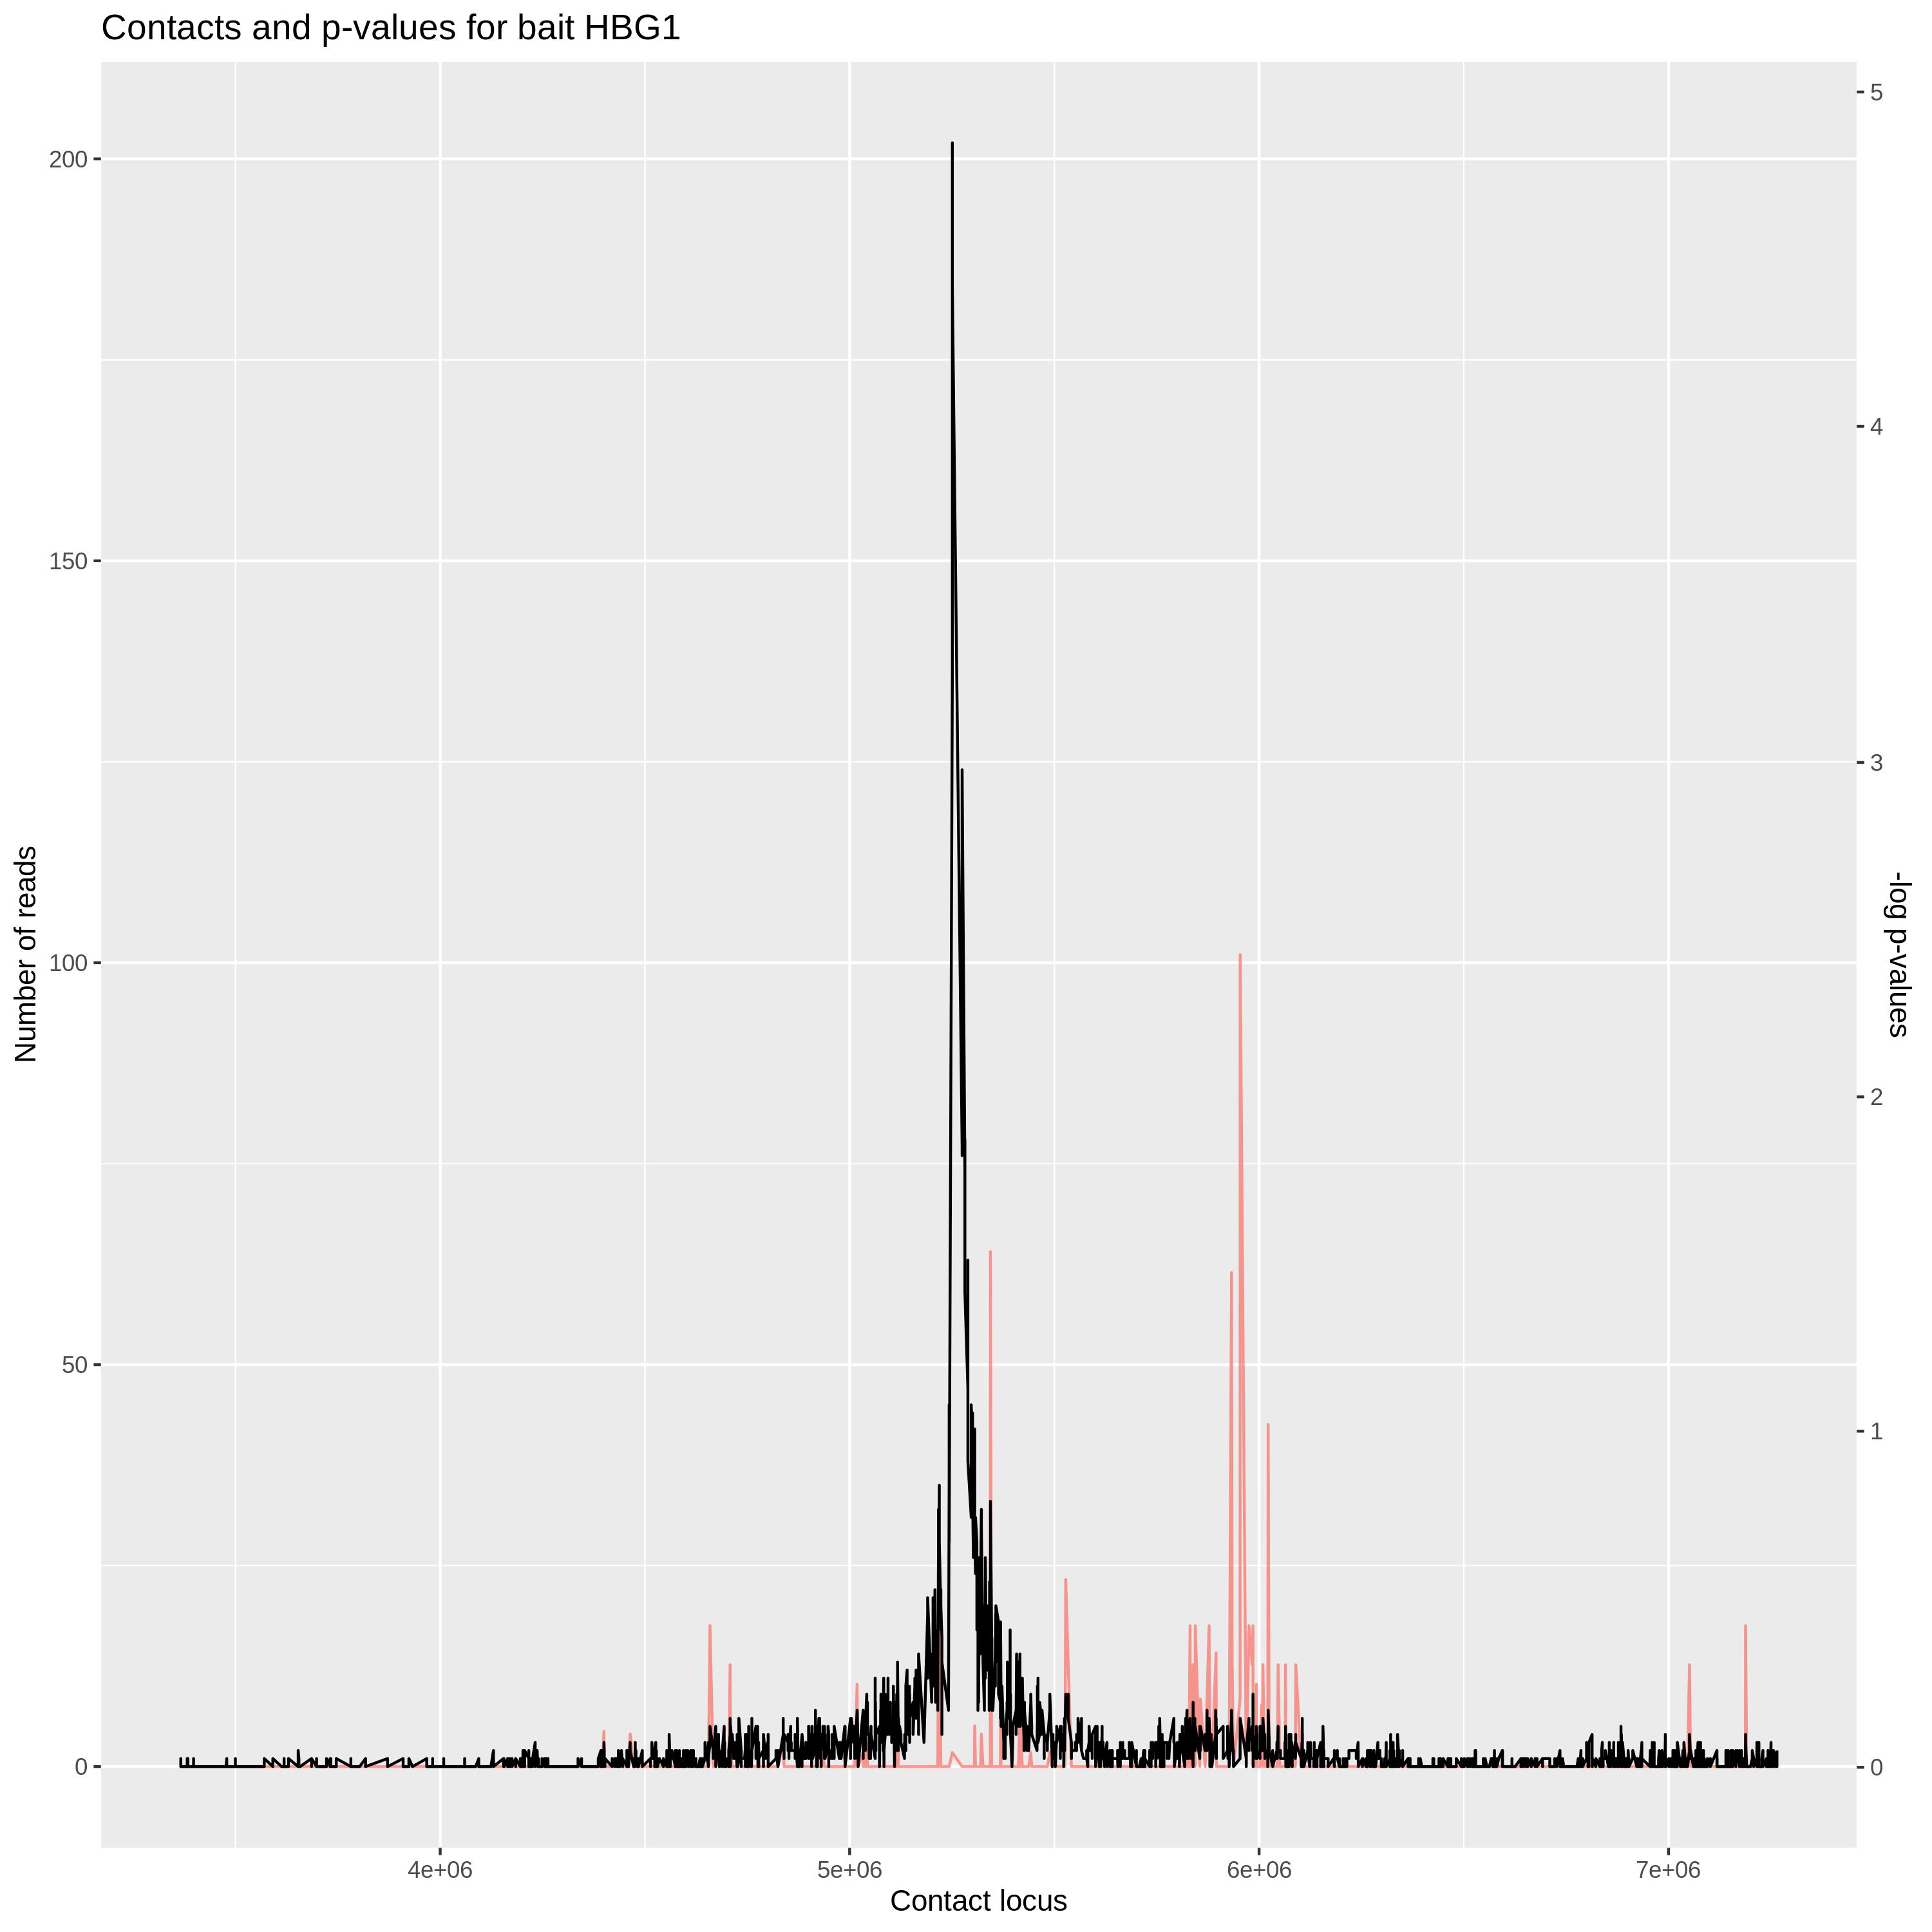 Contacts and p-values for bait HBG1
200
150
100
50
0
Number of reads
5
4
3
2
1
0
-log p-values
4e+06
5e+06
6e+06
7e+06
Contact locus